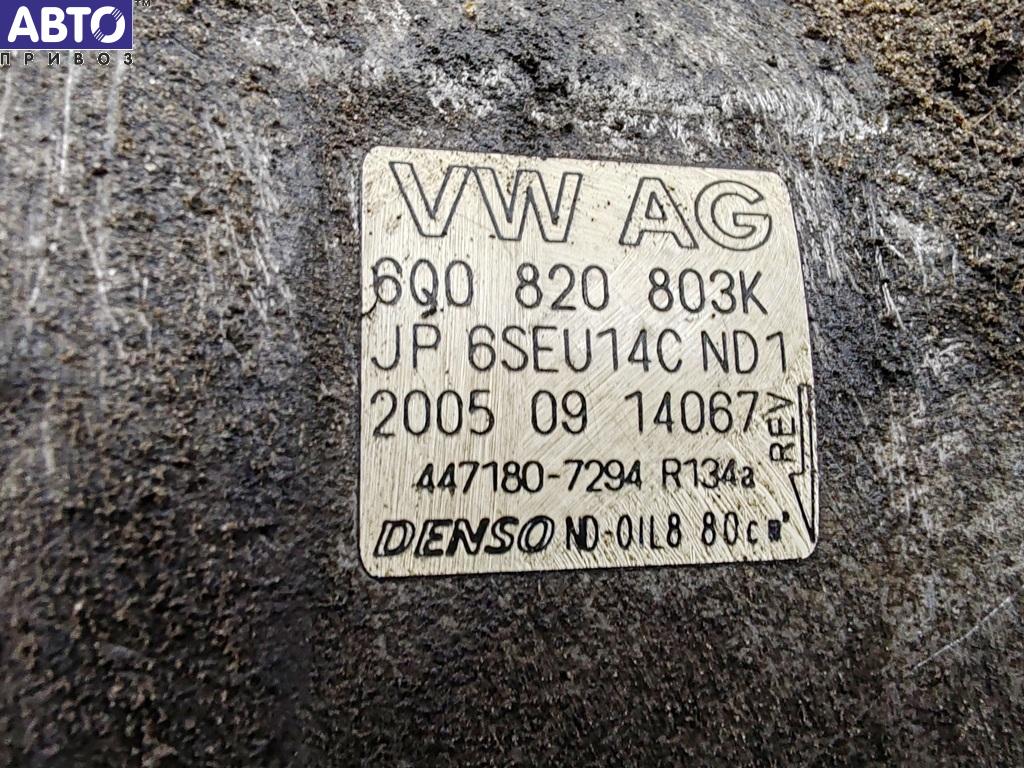 АВТО™
ПРИВОЗ
VW AG
6Q0 820 803K
JP 6SEU14C ND1
2005 09 14067
REV
447180-7294 R134a
DENSO ND-OIL8 80cm³